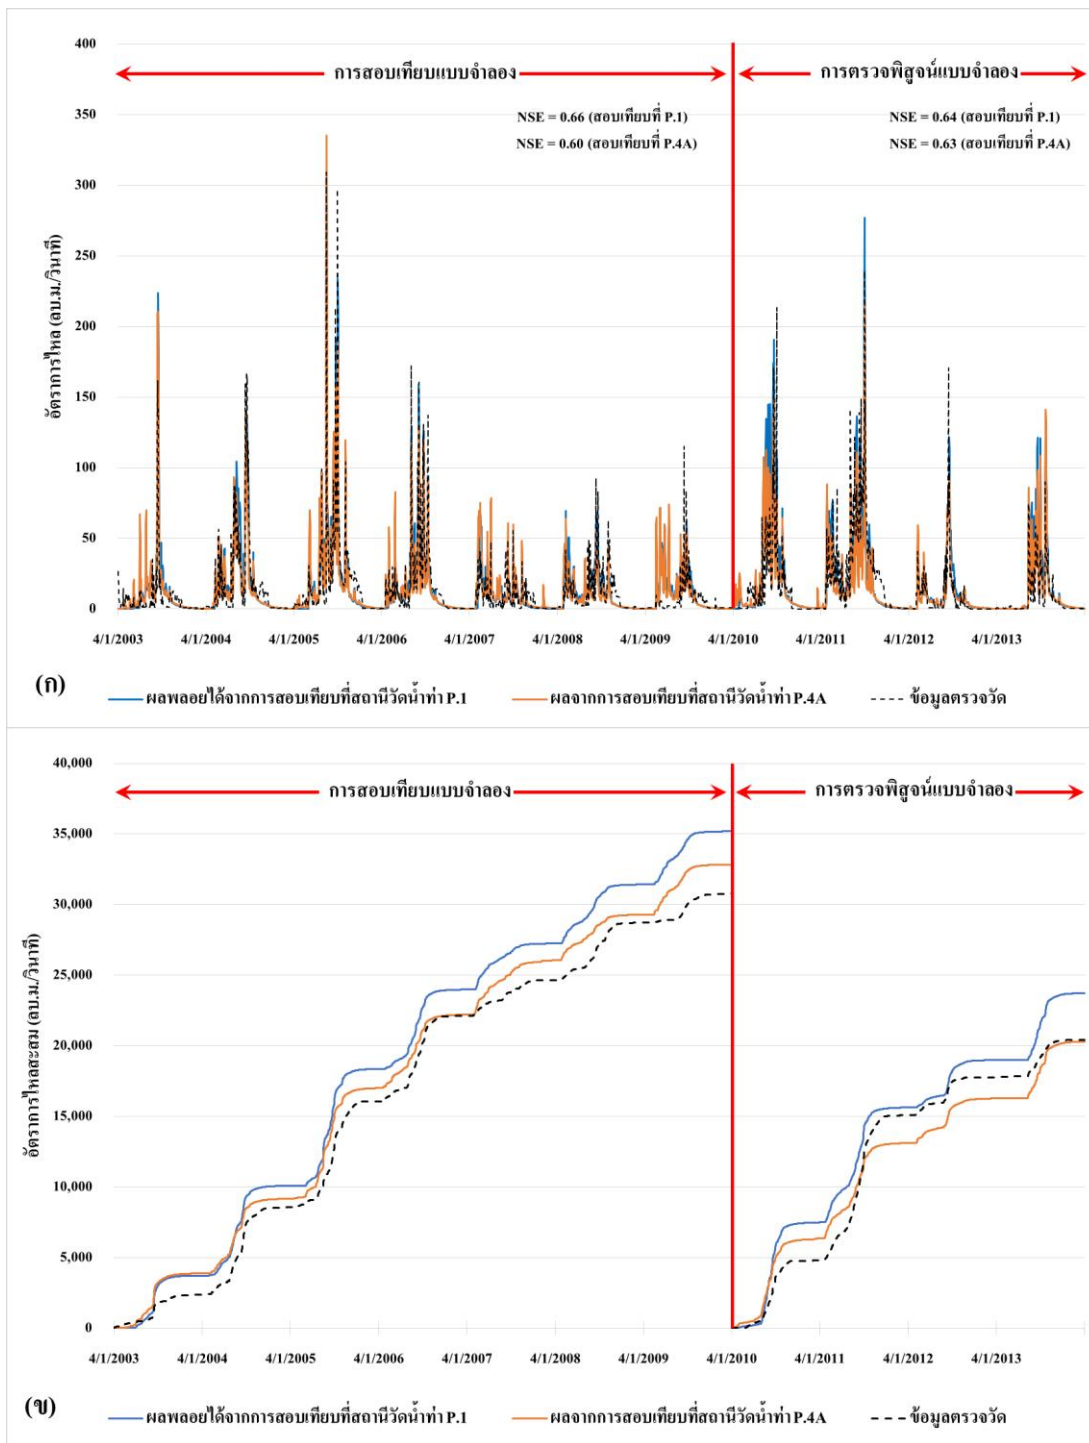 400
การสอบเทียบแบบจำลอง
การตรวจพิสูจน์แบบจำลอง
350
NSE = 0.66 (สอบเทียบที่ P.1)
NSE = 0.64 (สอบเทียบที่ P.1)
NSE = 0.60 (สอบเทียบที่ P.4A)
NSE = 0.63 (สอบเทียบที่ P.4A)
300
250
200
150
100
50
0
อัตราการไหล (ลบ.ม./วินาที)
4/1/2003 4/1/2004 4/1/2005 4/1/2006 4/1/2007 4/1/2008 4/1/2009 4/1/2010 4/1/2011 4/1/2012 4/1/2013
(ก)
ผลพลอยได้จากการสอบเทียบที่สถานีวัดน้ำท่า P.1 ผลจากการสอบเทียบที่สถานีวัดน้ำท่า P.4A ข้อมูลตรวจวัด
40,000
การสอบเทียบแบบจำลอง
การตรวจพิสูจน์แบบจำลอง
35,000
30,000
25,000
20,000
15,000
10,000
5,000
0
อัตราการไหลสะสม (ลบ.ม./วินาที)
4/1/2003 4/1/2004 4/1/2005 4/1/2006 4/1/2007 4/1/2008 4/1/2009 4/1/2010 4/1/2011 4/1/2012 4/1/2013
(ข)
ผลพลอยได้จากการสอบเทียบที่สถานีวัดน้ำท่า P.1 ผลจากการสอบเทียบที่สถานีวัดน้ำท่า P.4A ข้อมูลตรวจวัด